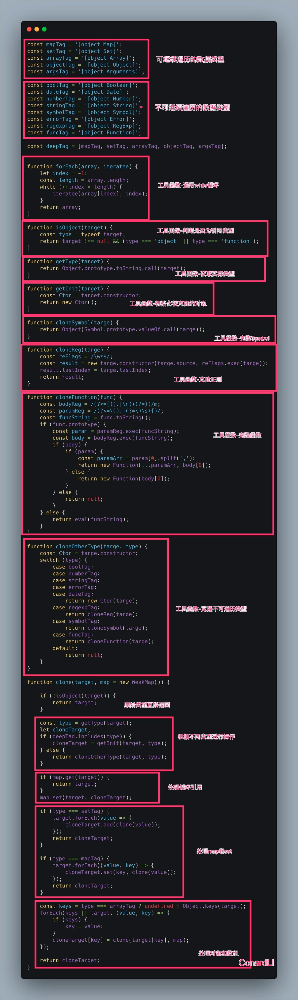 const mapTag = '[object Map]';
const setTag = '[object Set]';
const arrayTag = '[object Array]';
const objectTag = '[object Object]';
const argsTag = '[object Arguments]';
可继续遍历的数据类型
const boolTag = '[object Boolean]';
const dateTag = '[object Date]';
const numberTag = '[object Number]';
const stringTag = '[object String]';
const symbolTag = '[object Symbol]';
const errorTag = '[object Error]';
const regexpTag = '[object RegExp]';
const funcTag = '[object Function]';
不可继续遍历的数据类型
const deepTag = [mapTag, setTag, arrayTag, objectTag, argsTag];
function forEach(array, iteratee) {
    let index = -1;
    const length = array.length;
    while (++index < length) {
        iteratee(array[index], index);
    }
    return array;
}
工具函数-通用while循环
function isObject(target) {
工具函数-判断是否为引用类型
    const type = typeof target;
    return target !== null && (type === 'object' || type === 'function');
}
function getType(target) {
    return Object.prototype.toString.call(target);
}
工具函数-获取实际类型
function getInit(target) {
    const Ctor = target.constructor;
    return new Ctor();
}
工具函数-初始化被克隆的对象
function cloneSymbol(targe) {
    return Object(Symbol.prototype.valueOf.call(targe));
}
工具函数-克隆Symbol
function cloneReg(targe) {
    const reFlags = /\w*$/;
    const result = new targe.constructor(targe.source, reFlags.exec(targe));
    result.lastIndex = targe.lastIndex;
    return result;
}
工具函数-克隆正则
function cloneFunction(func) {
    const bodyReg = /(?<={)(.|\n)+(?=})/m;
    const paramReg = /(?<=\().+(?=\)\s+{)/;
    const funcString = func.toString();
    if (func.prototype) {
        const param = paramReg.exec(funcString);
        const body = bodyReg.exec(funcString);
        if (body) {
            if (param) {
                const paramArr = param[0].split(',');
                return new Function(...paramArr, body[0]);
            } else {
                return new Function(body[0]);
            }
        } else {
            return null;
        }
    } else {
        return eval(funcString);
    }
}
工具函数-克隆函数
function cloneOtherType(targe, type) {
    const Ctor = targe.constructor;
    switch (type) {
        case boolTag:
        case numberTag:
        case stringTag:
        case errorTag:
        case dateTag:
            return new Ctor(targe);
        case regexpTag:
            return cloneReg(targe);
        case symbolTag:
            return cloneSymbol(targe);
        case funcTag:
            return cloneFunction(targe);
        default:
            return null;
    }
}
工具函数-克隆不可遍历类型
function clone(target, map = new WeakMap()) {
    if (!isObject(target)) {
        return target;
    }
原始类型直接返回
    const type = getType(target);
    let cloneTarget;
    if (deepTag.includes(type)) {
        cloneTarget = getInit(target, type);
    } else {
        return cloneOtherType(target, type);
    }
根据不同类型进行操作
    if (map.get(target)) {
        return target;
    }
    map.set(target, cloneTarget);
处理循环引用
    if (type === setTag) {
        target.forEach(value => {
            cloneTarget.add(clone(value));
        });
        return cloneTarget;
    }
    if (type === mapTag) {
        target.forEach((value, key) => {
            cloneTarget.set(key, clone(value));
        });
        return cloneTarget;
    }
处理map和set
    const keys = type === arrayTag ? undefined : Object.keys(target);
    forEach(keys || target, (value, key) => {
        if (keys) {
            key = value;
        }
        cloneTarget[key] = clone(target[key], map);
    });
处理对象和数组
    return cloneTarget;
}
ConardLI